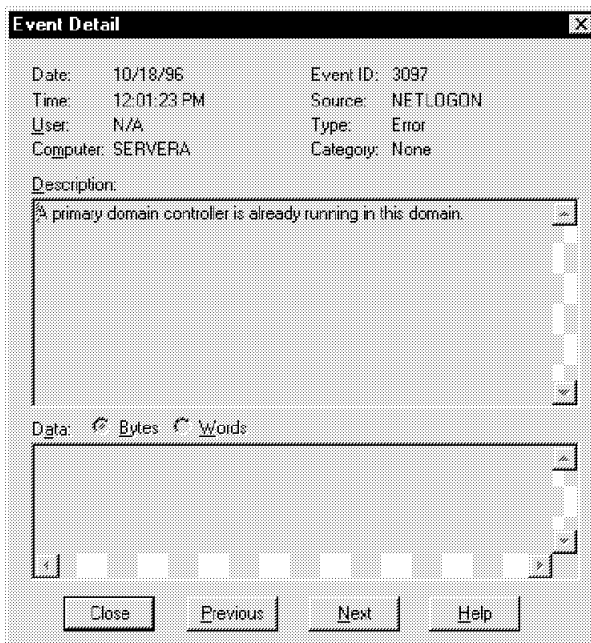 Event Detail
Date: 10/18/96 Event ID: 3097
Time: 12:01:23 PM Source: NETLOGON
User: N/A Type: Error
Computer: SERVERA Category: None
Description:
A primary domain controller is already running in this domain.
Data: Bytes Words
Close Previous Next Help